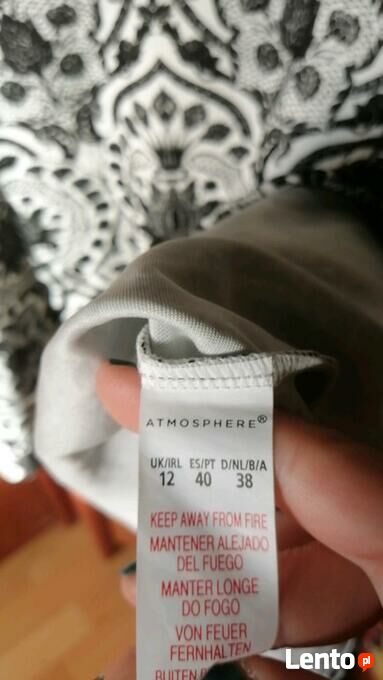 ATMOSPHERE®
UK/IRL ES/PT D/NL/B/A
12 40 38
KEEP AWAY FROM FIRE
MANTENER ALEJADO
DEL FUEGO
MANTER LONGE
DO FOGO
VON FEUER
FERNHALTEN
BUITEN
Lento pl